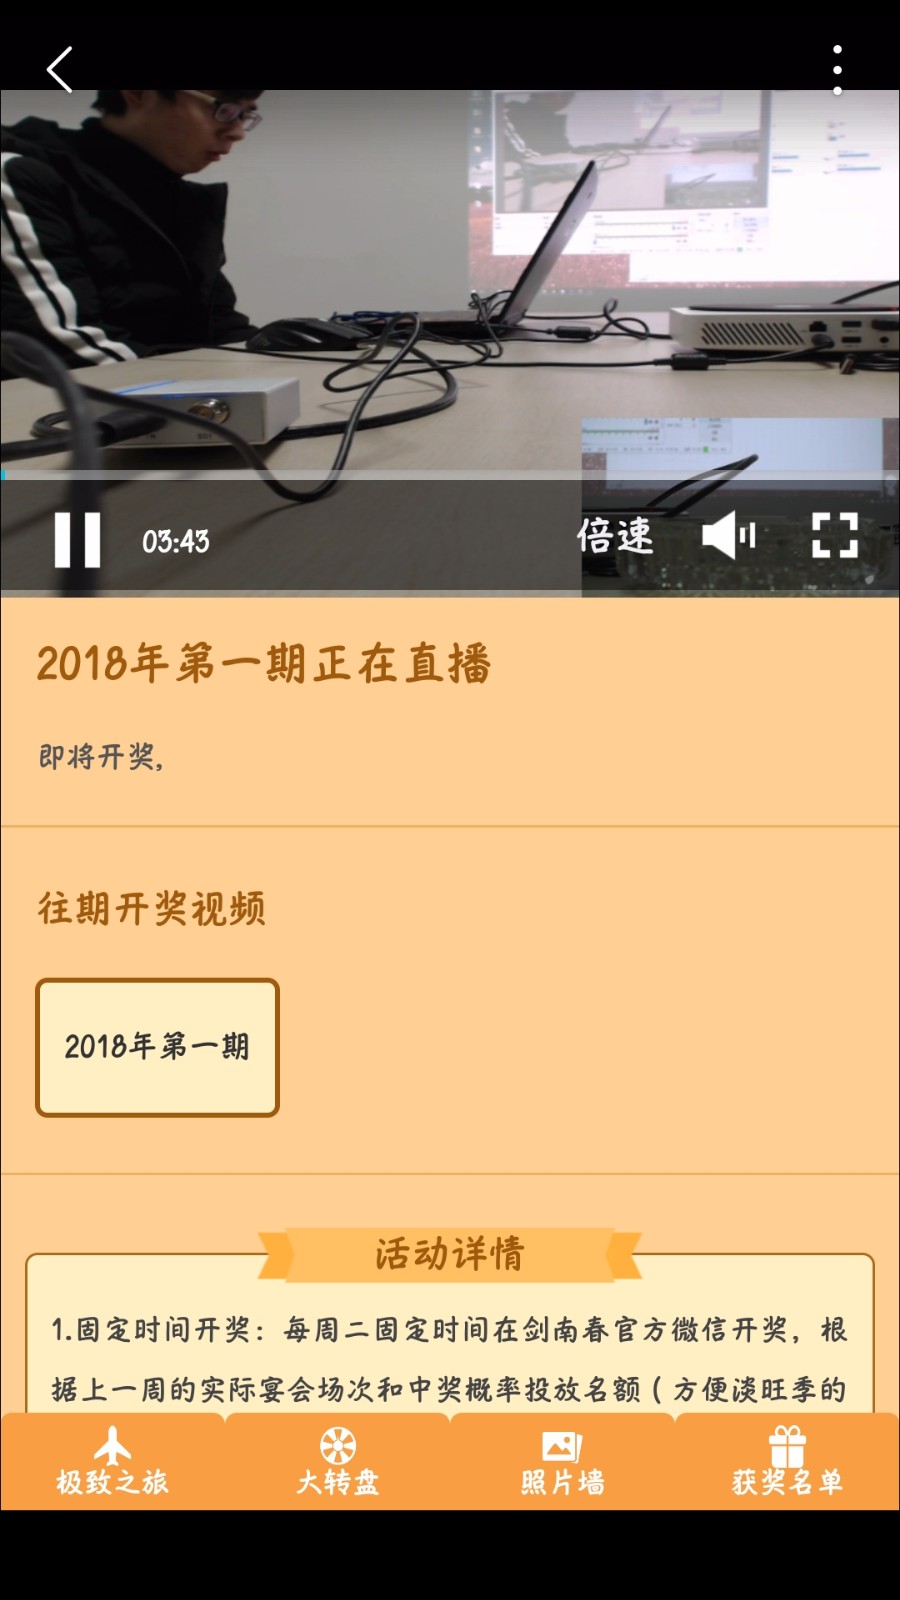 03:43
倍速
2018年第一期正在直播
即将开奖,
往期开奖视频
2018年第一期
活动详情
1.固定时间开奖：每周二固定时间在剑南春官方微信开奖，根
据上一周的实际宴会场次和中奖概率投放名额（方便淡旺季的
极致之旅
大转盘
照片墙
获奖名单